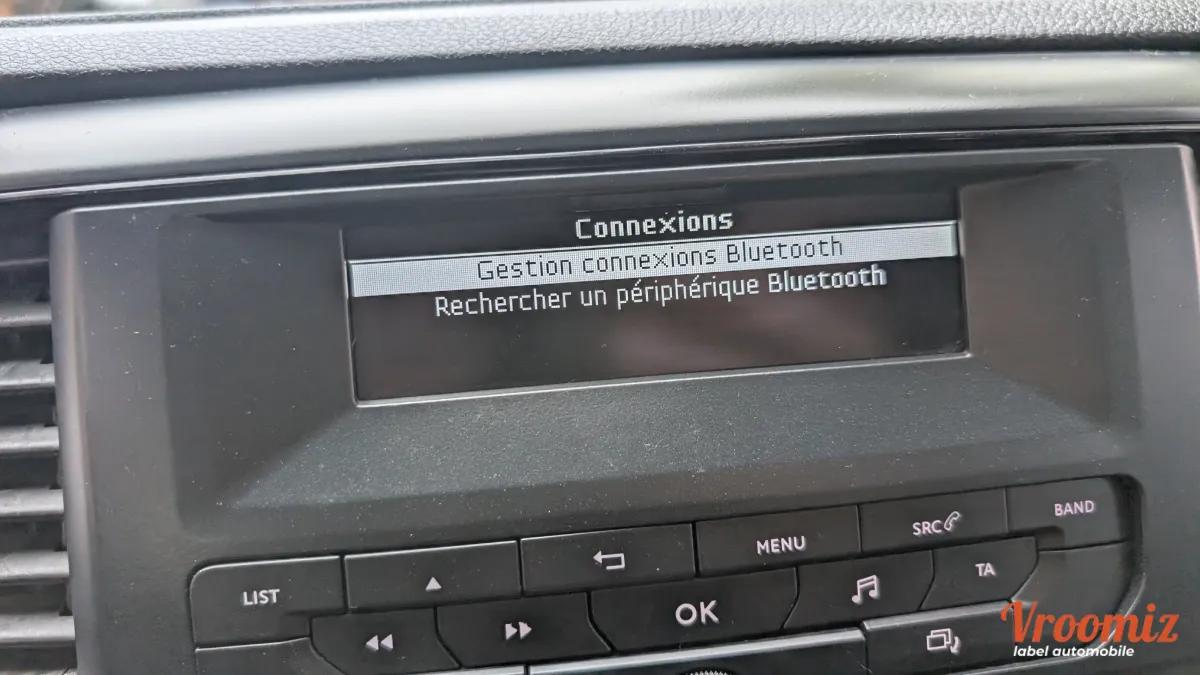 Connexions
Gestion connexions Bluetooth
Rechercher un périphérique Bluetooth
LIST
MENU
SRC
BAND
OK
TA
Vroomiz
label automobile